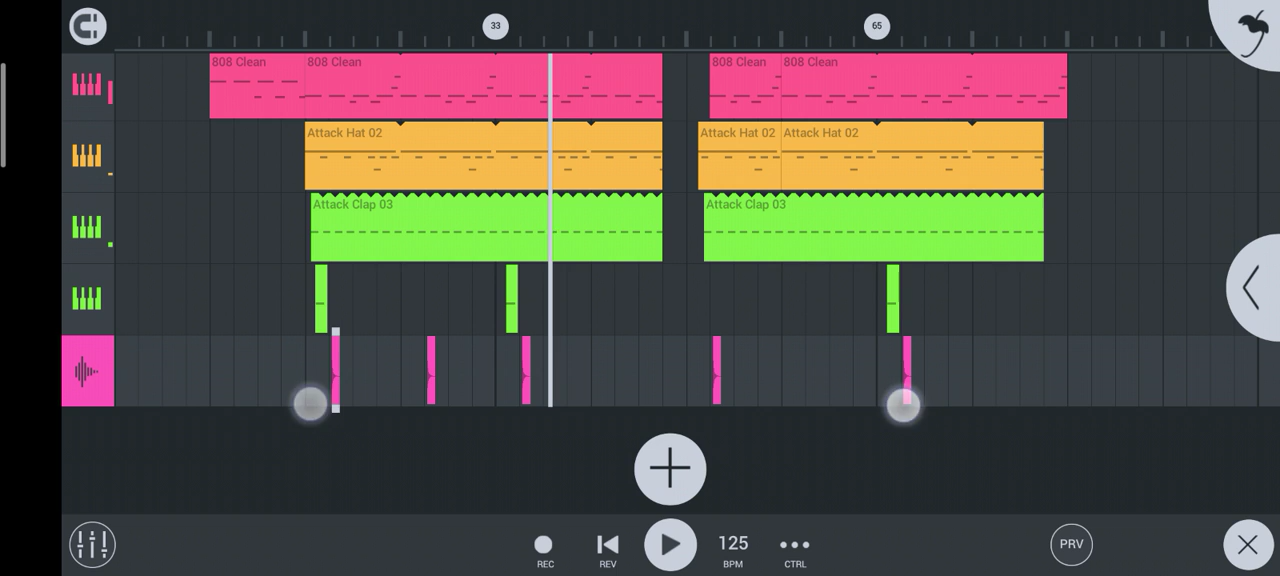 33
65
808 Clean
808 Clean
808 Clean
808 Clean
Attack Hat 02
Attack Hat 02
Attack Hat 02
Attack Clap 03
Attack Clap 03
125
PRV
REC
REV
BPM
CTRL